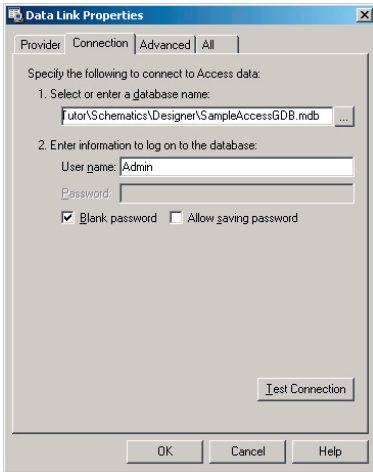 Data Link Properties
Provider Connection Advanced All
Specify the following to connect to Access data:
1. Select or enter a database name:
Tutor\Schematics\Designer\SampleAccessGDB.mdb ...
2. Enter information to log on to the database:
User name: Admin
Password:
Blank password Allow saving password
Test Connection
OK Cancel Help